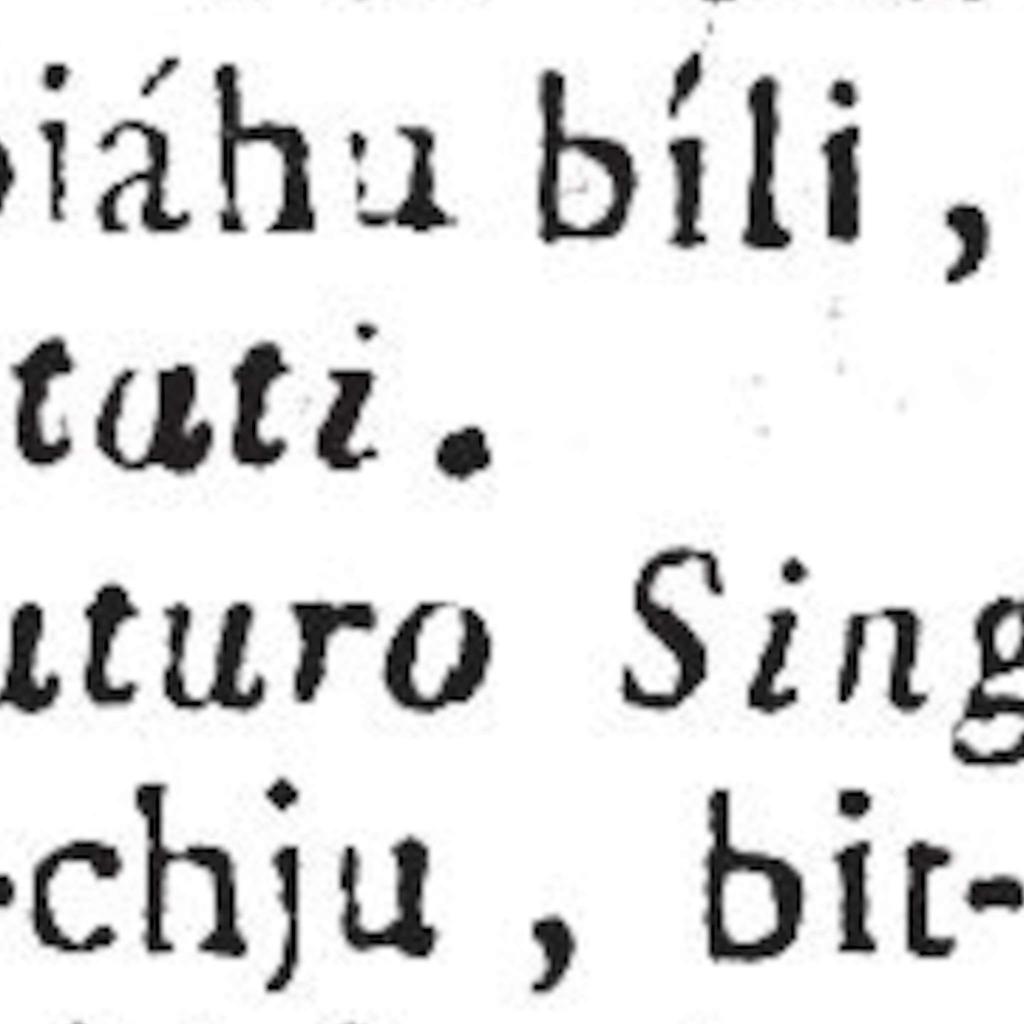 biáhu bíli,
tati.
uturo Sing
-chju, bit-